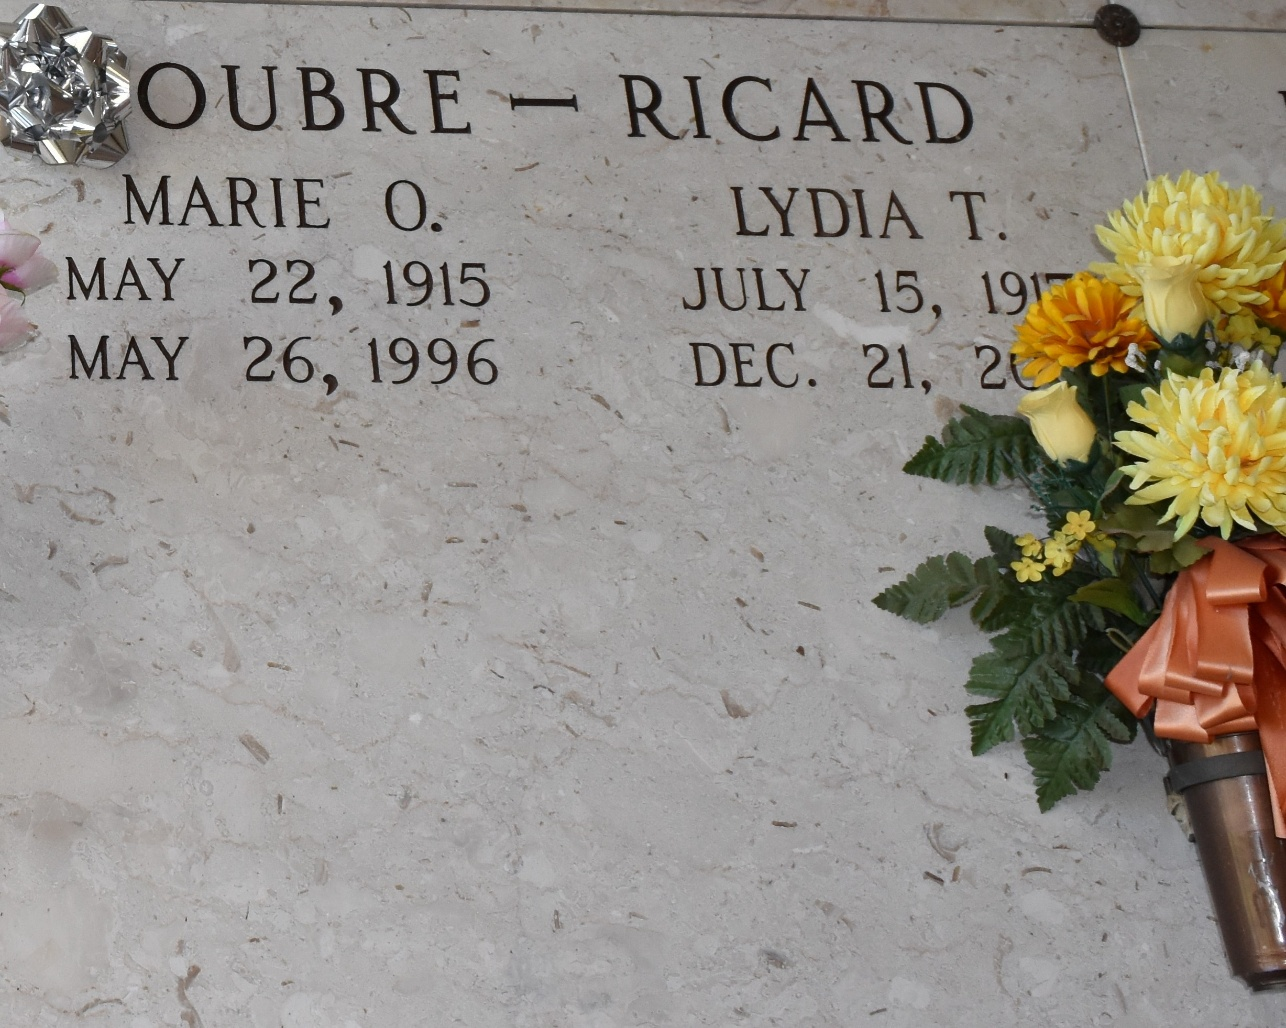 OUBRE — RICARD
MARIE O. LYDIA T.
MAY 22, 1915 JULY 15,
MAY 26, 1996 DEC. 21,